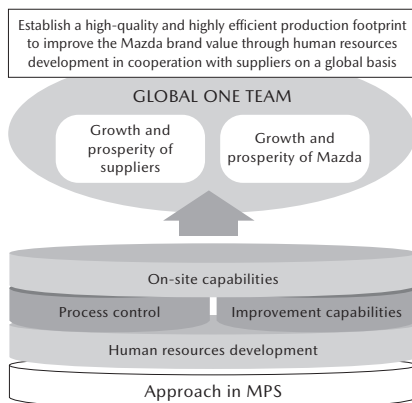 Establish a high-quality and highly efficient production footprint
to improve the Mazda brand value through human resources
development in cooperation with suppliers on a global basis
GLOBAL ONE TEAM
Growth and
prosperity of
suppliers
Growth and
prosperity of Mazda
On-site capabilities
Process control
Improvement capabilities
Human resources development
Approach in MPS